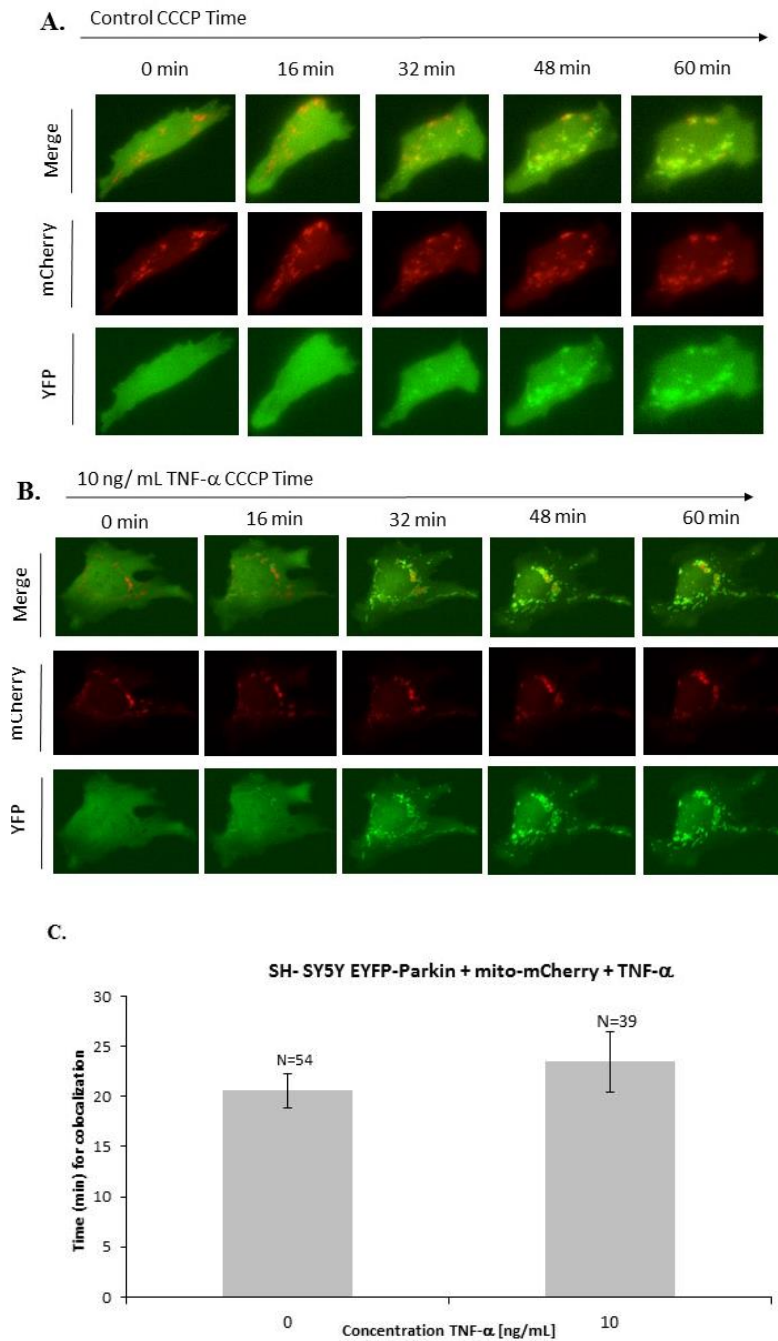 A.
Control CCCP Time
0 min 16 min 32 min 48 min 60 min
Merge
mCherry
YFP
B.
10 ng/ mL TNF-α CCCP Time
0 min 16 min 32 min 48 min 60 min
Merge
mCherry
YFP
C.
SH- SY5Y EYFP-Parkin + mito-mCherry + TNF-α
Time (min) for colocalization
30
25
20
15
10
5
0
N=54
N=39
0 10
Concentration TNF-α [ng/mL]